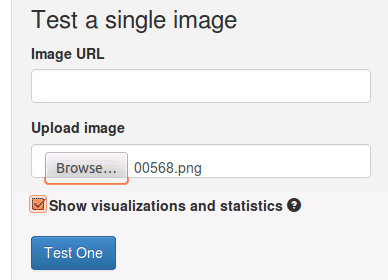 Test a single image
Image URL
Upload image
Browse... 00568.png
Show visualizations and statistics ?
Test One